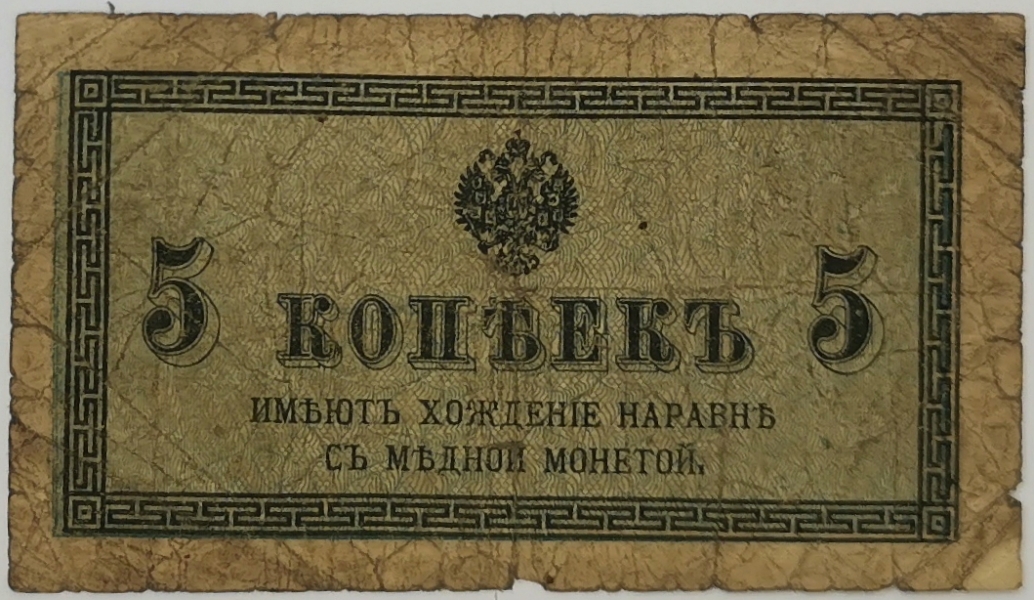 5 КОПѢЕКЪ 5
ИМѢЮТЪ ХОЖДЕНІЕ НАРАВНѢ
СЪ МѢДНОЙ МОНЕТОЙ.